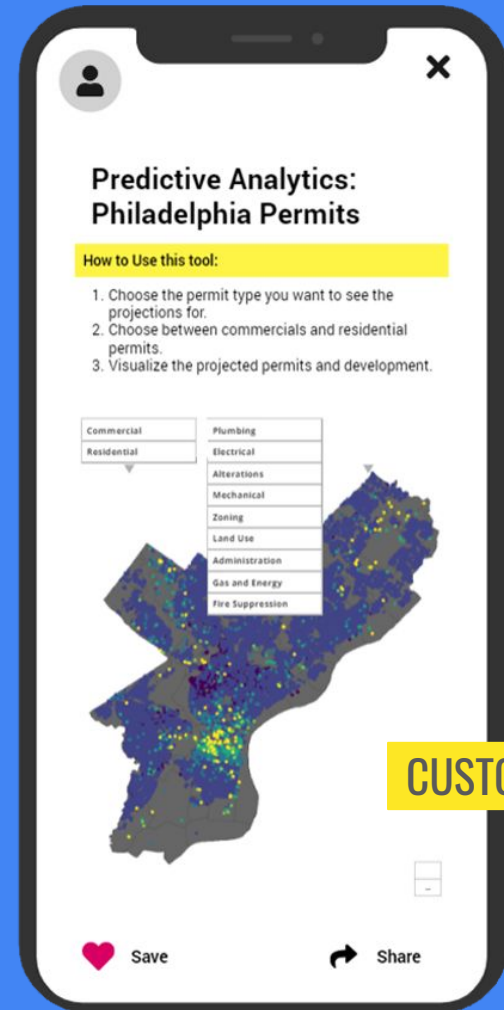 Predictive Analytics:
Philadelphia Permits
How to Use this tool:
1. Choose the permit type you want to see the
projections for.
2. Choose between commercials and residential
permits.
3. Visualize the projected permits and development.
Commercial
Residential
Plumbing
Electrical
Alterations
Mechanical
Zoning
Land Use
Administration
Gas and Energy
Fire Suppression
CUSTO
Save
Share